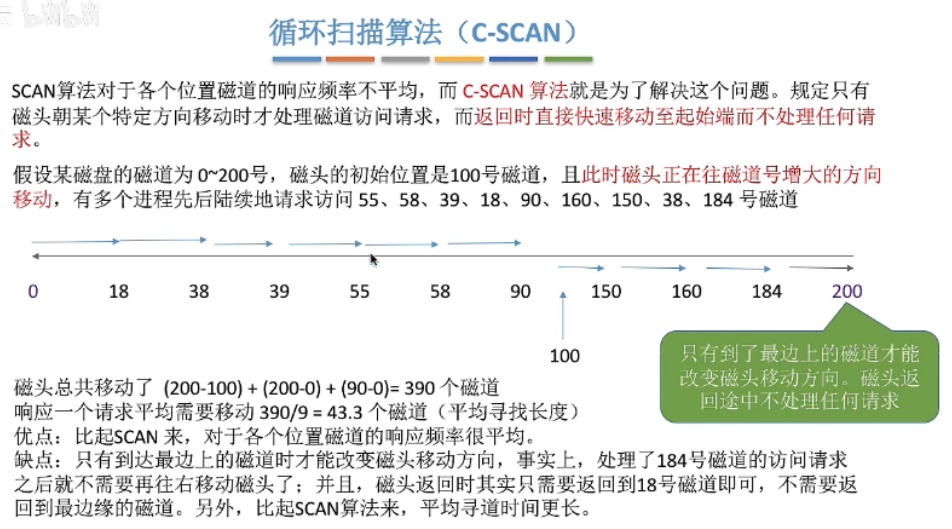 bilibili
循环扫描算法（C-SCAN）
SCAN算法对于各个位置磁道的响应频率不平均，而 C-SCAN 算法就是为了解决这个问题。规定只有
磁头朝某个特定方向移动时才处理磁道访问请求，而返回时直接快速移动至起始端而不处理任何请
求。
假设某磁盘的磁道为 0~200号，磁头的初始位置是100号磁道，且此时磁头正在往磁道号增大的方向
移动，有多个进程先后陆续地请求访问 55、58、39、18、90、160、150、38、184 号磁道
0 18 38 39 55 58 90 150 160 184 200
100
只有到了最边上的磁道才能
改变磁头移动方向。磁头返
回途中不处理任何请求
磁头总共移动了 (200-100) + (200-0) + (90-0)= 390 个磁道
响应一个请求平均需要移动 390/9 = 43.3 个磁道（平均寻找长度）
优点：比起SCAN 来，对于各个位置磁道的响应频率很平均。
缺点：只有到达最边上的磁道时才能改变磁头移动方向，事实上，处理了184号磁道的访问请求
之后就不需要再往右移动磁头了；并且，磁头返回时其实只需要返回到18号磁道即可，不需要返
回到最边缘的磁道。另外，比起SCAN算法来，平均寻道时间更长。